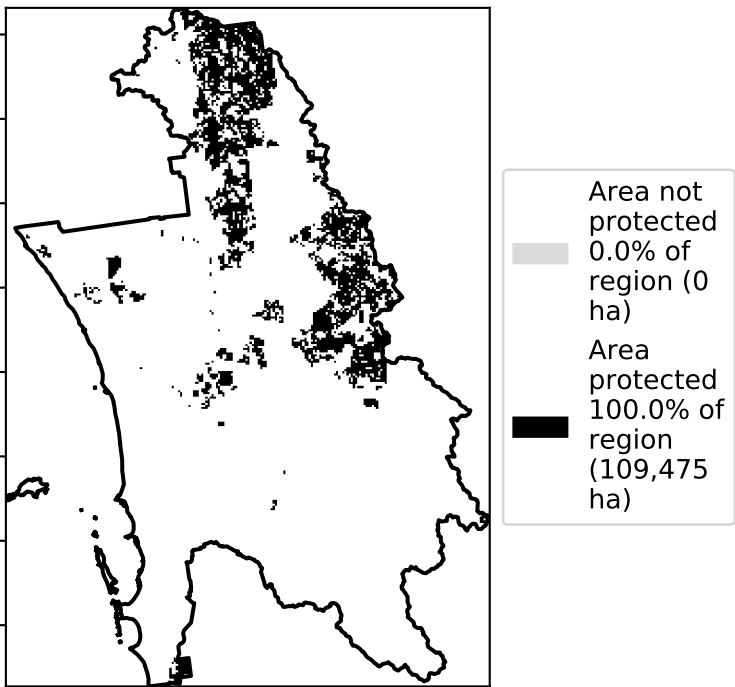 Area not
protected
0.0% of
region (0
ha)
Area
protected
100.0% of
region
(109,475
ha)